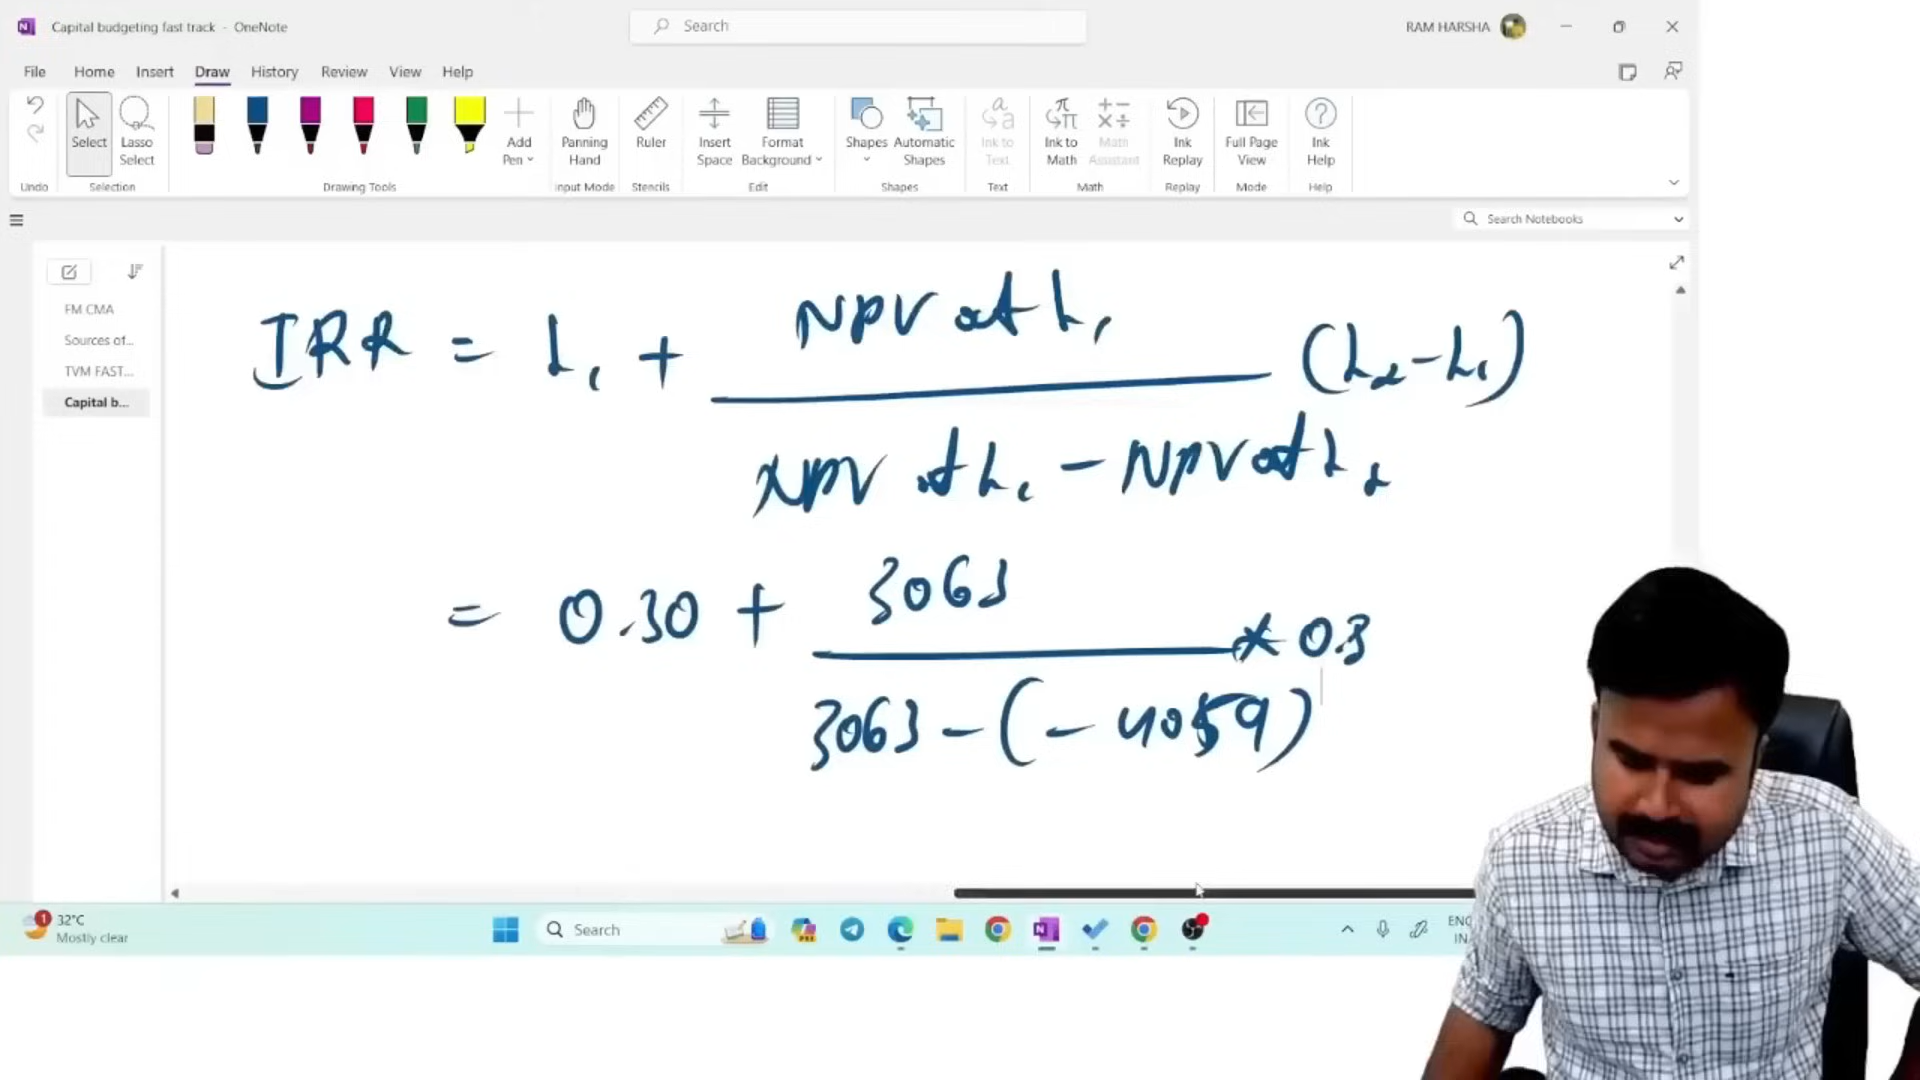 Capital budgeting fast track - OneNote
Search
RAM HARSHA
File Home Insert Draw History Review View Help
Undo
Select
Lasso Select
Selection
Drawing Tools
Add Pen
Panning Hand
Input Mode
Ruler
Stencils
Insert Space
Format Background
Edit
Shapes
Automatic Shapes
Shapes
Ink to Text
Text
Ink to Math
Math Assistant
Math
Ink Replay
Replay
Full Page View
Mode
Ink Help
Help
Search Notebooks
FM CMA
Sources of...
TVM FAST...
Capital b...
NPV at L1
IRR = L1 + (L2-L1)
NPV at L1 - NPV at L2
3063
= 0.30 + * 0.3
3063 - (- 4059)
1
32°C
Mostly clear
Search
ENG
IN